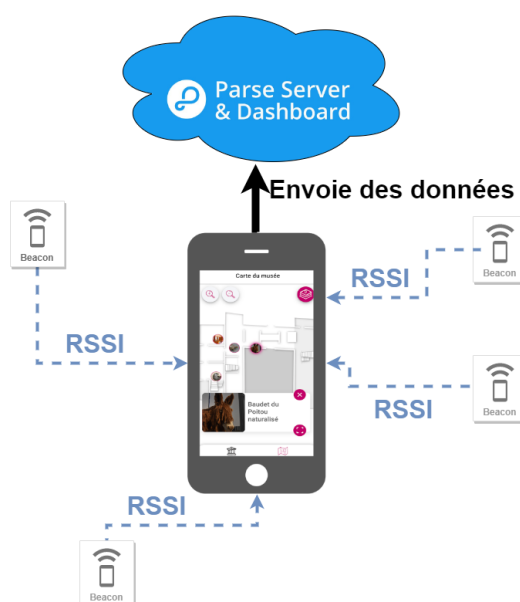 Parse Server
& Dashboard
Envoie des données
Beacon
Beacon
RSSI
Carte du musée
RSSI
Beacon
RSSI
Baudet du
Poitou
naturalisé
RSSI
Beacon